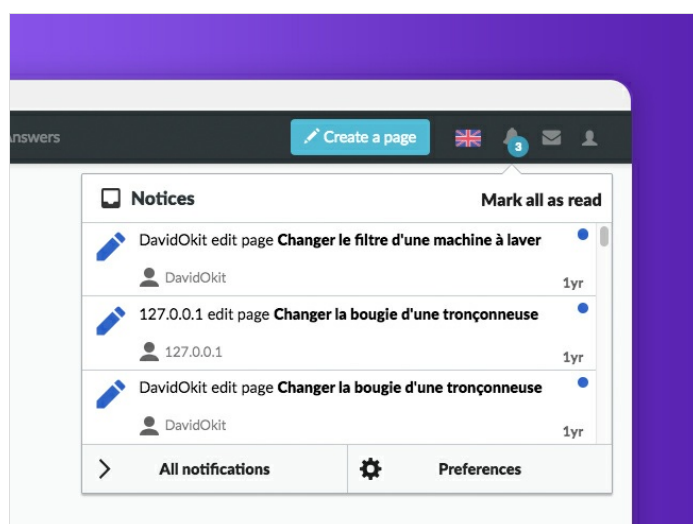 Answers
Create a page
3
Notices
Mark all as read
DavidOkit edit page Changer le filtre d'une machine à laver
DavidOkit
1yr
127.0.0.1 edit page Changer la bougie d'une tronçonneuse
127.0.0.1
1yr
DavidOkit edit page Changer la bougie d'une tronçonneuse
DavidOkit
1yr
All notifications
Preferences